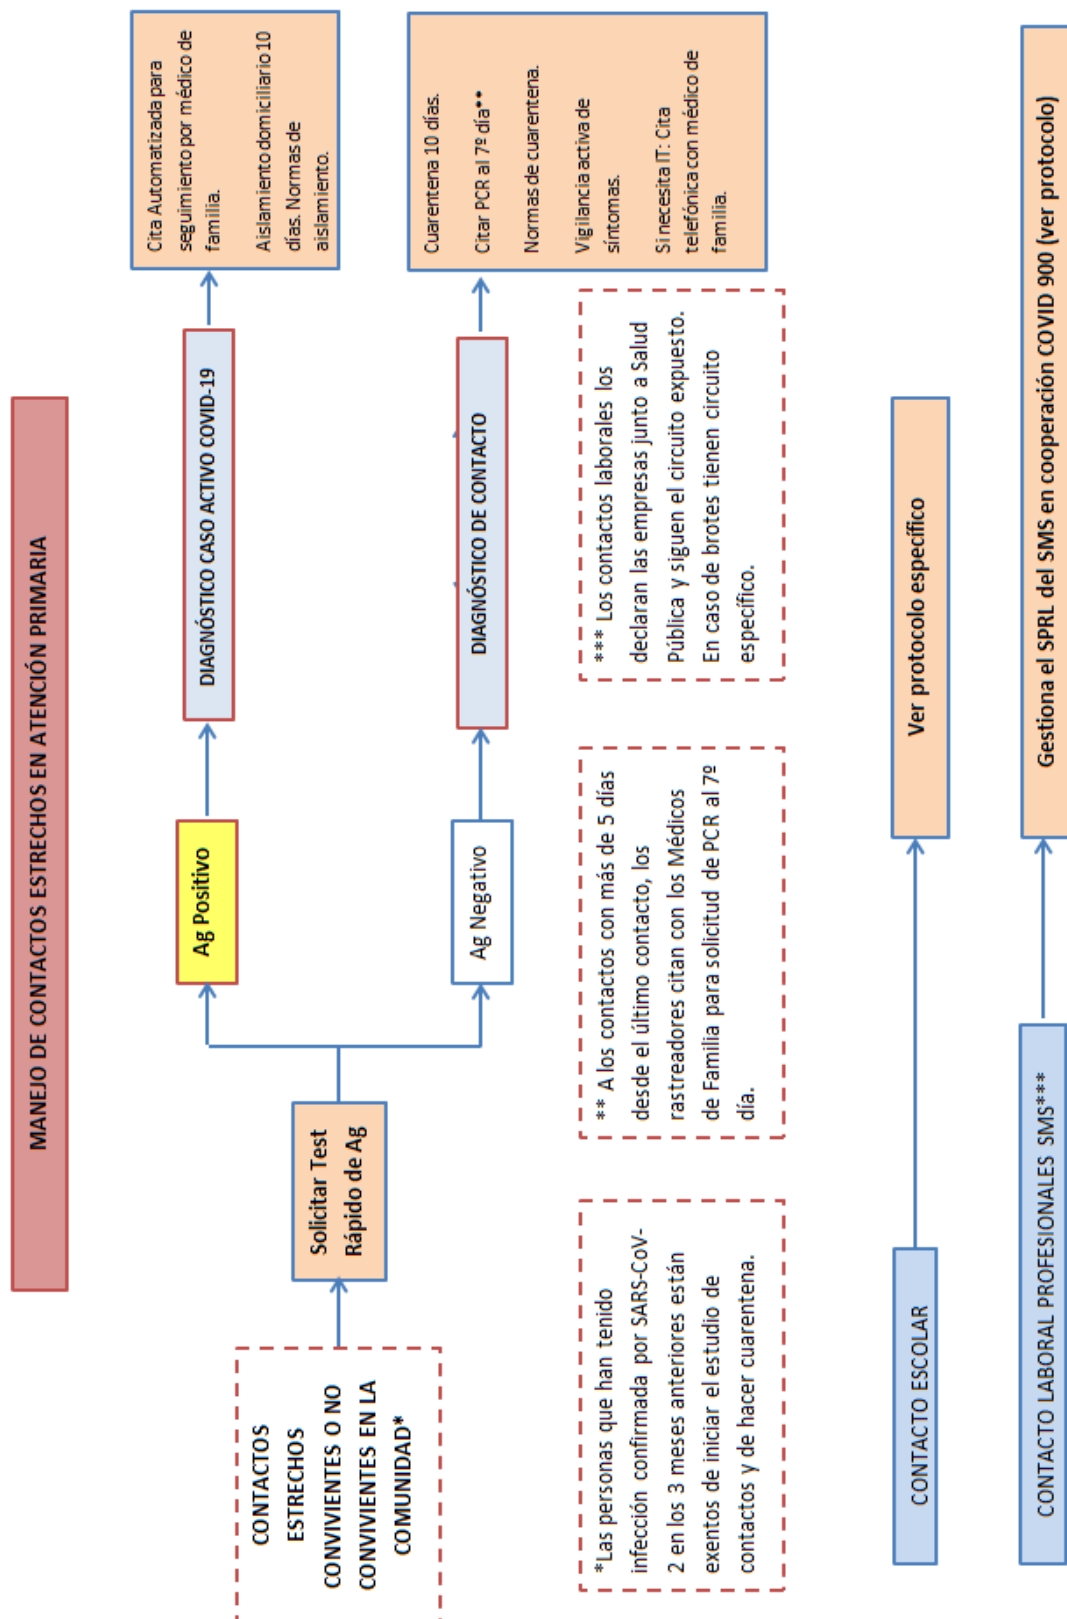 MANEJO DE CONTACTOS ESTRECHOS EN ATENCIÓN PRIMARIA
CONTACTOS
ESTRECHOS
CONVIVIENTES O NO
CONVIVIENTES EN LA
COMUNIDAD*
Solicitar Test
Rápido de Ag
Ag Positivo
DIAGNÓSTICO CASO ACTIVO COVID-19
Cita Automatizada para
seguimiento por médico de
familia.
Aislamiento domiciliario 10
días. Normas de
aislamiento.
Ag Negativo
DIAGNÓSTICO DE CONTACTO
Cuarentena 10 días.
Citar PCR al 7º día**
Normas de cuarentena.
Vigilancia activa de
síntomas.
Si necesita IT: Cita
telefónica con médico de
familia.
*Las personas que han tenido
infección confirmada por SARS-CoV-
2 en los 3 meses anteriores están
exentos de iniciar el estudio de
contactos y de hacer cuarentena.
** A los contactos con más de 5 días
desde el último contacto, los
rastreadores citan con los Médicos
de Familia para solicitud de PCR al 7º
día.
*** Los contactos laborales los
declaran las empresas junto a Salud
Pública y siguen el circuito expuesto.
En caso de brotes tienen circuito
específico.
CONTACTO ESCOLAR
Ver protocolo específico
CONTACTO LABORAL PROFESIONALES SMS***
Gestiona el SPRL del SMS en cooperación COVID 900 (ver protocolo)